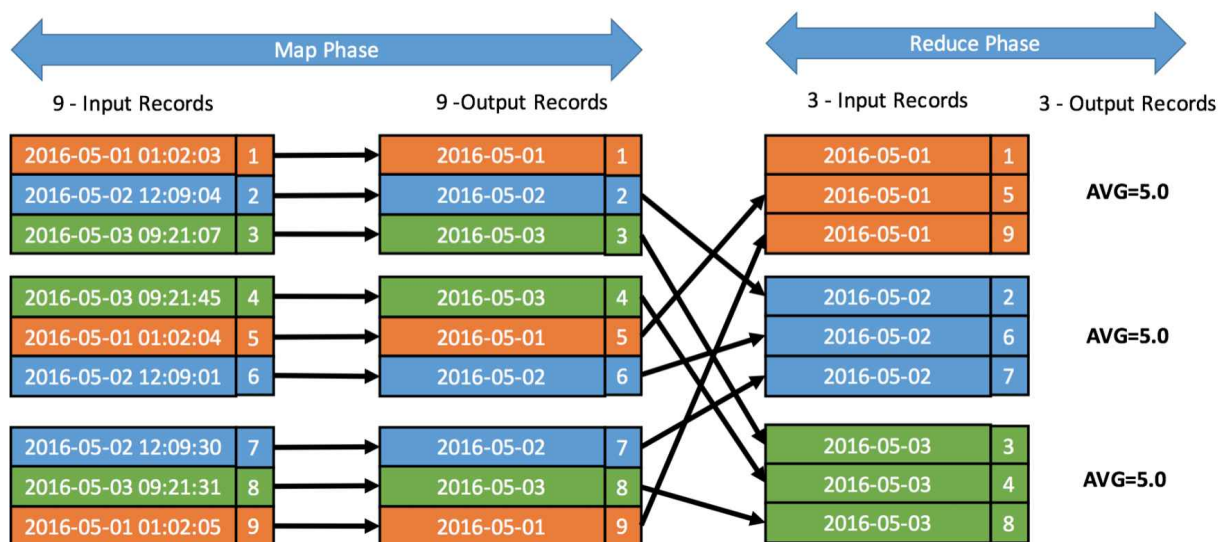 Map Phase
Reduce Phase
9 - Input Records
9 -Output Records
3 - Input Records
3 - Output Records
2016-05-01 01:02:03 1
2016-05-02 12:09:04 2
2016-05-03 09:21:07 3
2016-05-03 09:21:45 4
2016-05-01 01:02:04 5
2016-05-02 12:09:01 6
2016-05-02 12:09:30 7
2016-05-03 09:21:31 8
2016-05-01 01:02:05 9
2016-05-01 1
2016-05-02 2
2016-05-03 3
2016-05-03 4
2016-05-01 5
2016-05-02 6
2016-05-02 7
2016-05-03 8
2016-05-01 9
2016-05-01 1
2016-05-01 5
2016-05-01 9
2016-05-02 2
2016-05-02 6
2016-05-02 7
2016-05-03 3
2016-05-03 4
2016-05-03 8
AVG=5.0
AVG=5.0
AVG=5.0